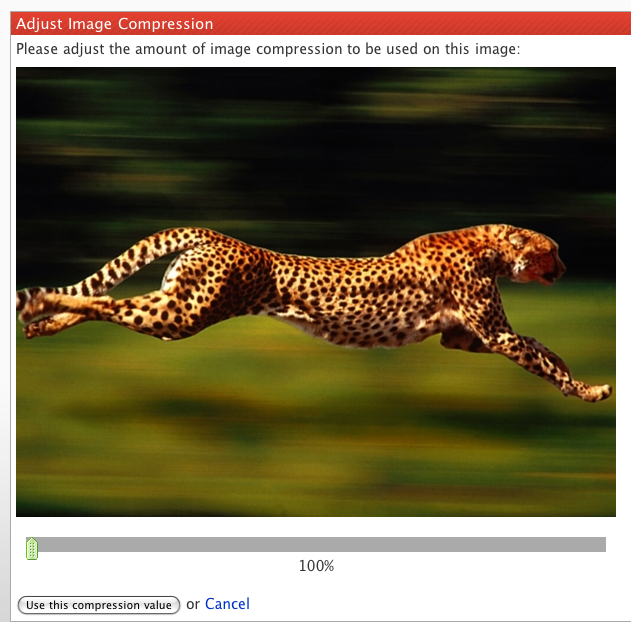 Adjust Image Compression
Please adjust the amount of image compression to be used on this image:
100%
Use this compression value or Cancel